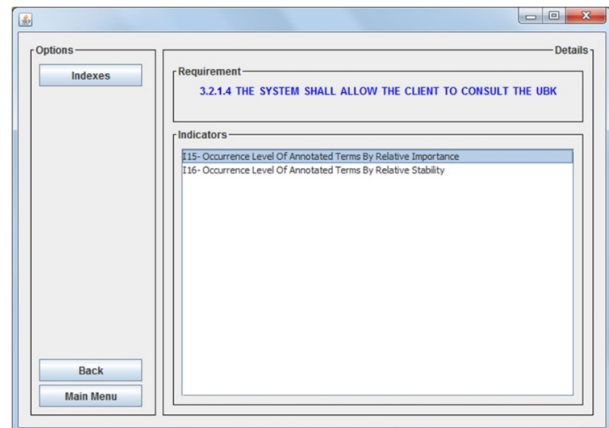 Options
Indexes
Back
Main Menu
Details
Requirement
3.2.1.4 THE SYSTEM SHALL ALLOW THE CLIENT TO CONSULT THE UBK
Indicators
I15- Occurrence Level Of Annotated Terms By Relative Importance
I16- Occurrence Level Of Annotated Terms By Relative Stability